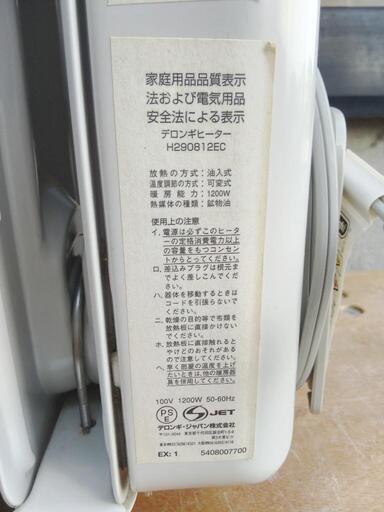 家庭用品品質表示
法および電気用品
安全法による表示
デロンギヒーター
H290812EC
放熱の方式：油入式
温度調節の方式：可変式
暖房能力：1200W
熱媒体の種類：鉱物油
使用上の注意
イ．電源は必ずこのヒータ
ーの定格消費電力以上
の容量をもつコンセン
トからとってください。
ロ．差込みプラグは根元ま
でよく差しこんでくだ
さい。
ハ．器体を移動するときは
コードを引張らないで
ください。
ニ．乾燥の目的等で布類を
放熱板に直接かけない
でください。
ホ．放熱板に直接触れると
やけどのおそれがある
ので注意してください。
ヘ．早く部屋の温度を上げ
たいときは、他の暖房器
具を併用してください。
100V 1200W 50-60Hz
PS
E
JET
デロンギ・ジャパン株式会社
EX: 1 5408007700